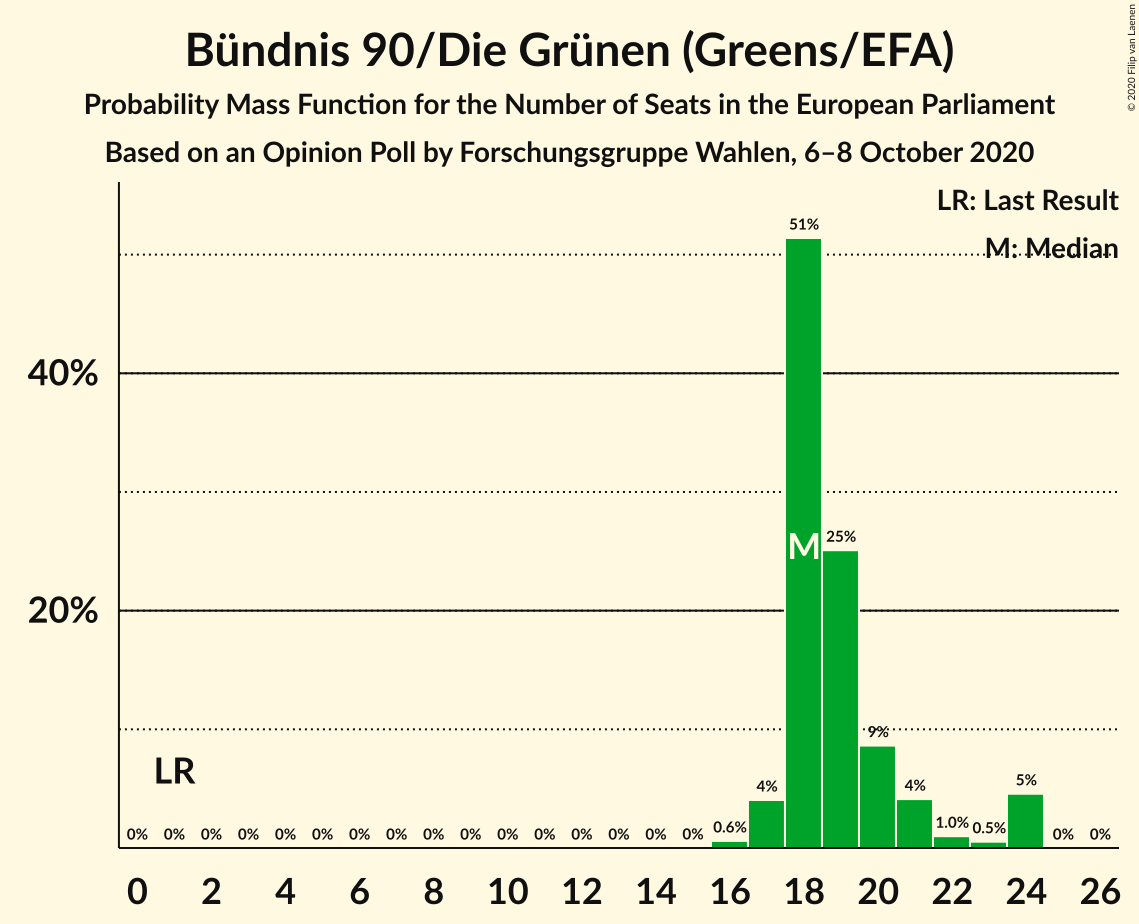 Bündnis 90/Die Grünen (Greens/EFA)
Probability Mass Function for the Number of Seats in the European Parliament
Based on an Opinion Poll by Forschungsgruppe Wahlen, 6–8 October 2020
© 2020 Filip van Laenen
LR: Last Result
M: Median
51%
40%
M
25%
20%
9%
LR
4%
4%
5%
0% 0% 0% 0% 0% 0% 0% 0% 0% 0% 0% 0% 0% 0% 0% 0% 0.6% 1.0% 0.5% 0% 0%
0 2 4 6 8 10 12 14 16 18 20 22 24 26